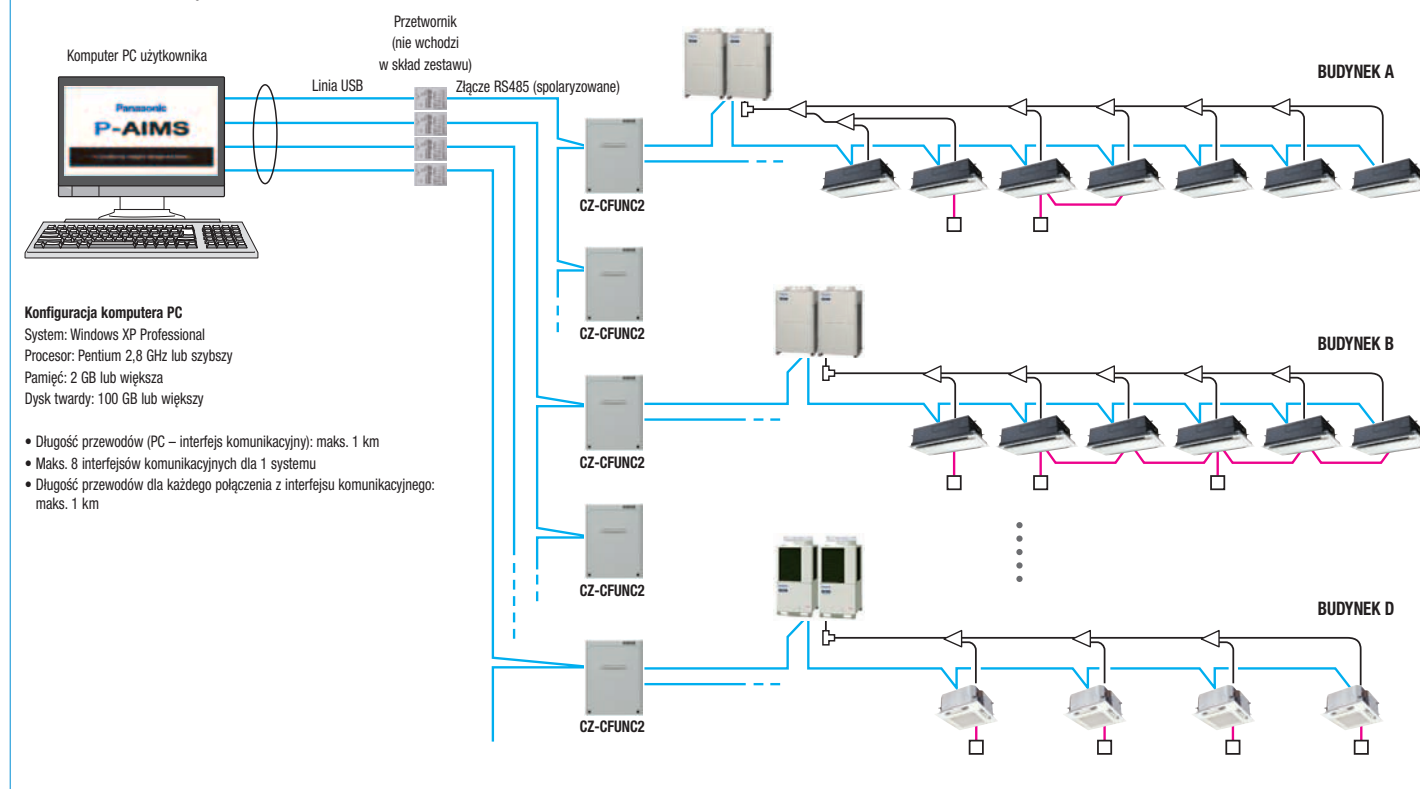 Przetwornik
(nie wchodzi
w skład zestawu)
Komputer PC użytkownika
Linia USB
Złącze RS485 (spolaryzowane)
Panasonic
P-AIMS
BUDYNEK A
CZ-CFUNC2
CZ-CFUNC2
BUDYNEK B
CZ-CFUNC2
CZ-CFUNC2
BUDYNEK D
CZ-CFUNC2
Konfiguracja komputera PC
System: Windows XP Professional
Procesor: Pentium 2,8 GHz lub szybszy
Pamięć: 2 GB lub większa
Dysk twardy: 100 GB lub większy
• Długość przewodów (PC – interfejs komunikacyjny): maks. 1 km
• Maks. 8 interfejsów komunikacyjnych dla 1 systemu
• Długość przewodów dla każdego połączenia z interfejsu komunikacyjnego:
maks. 1 km